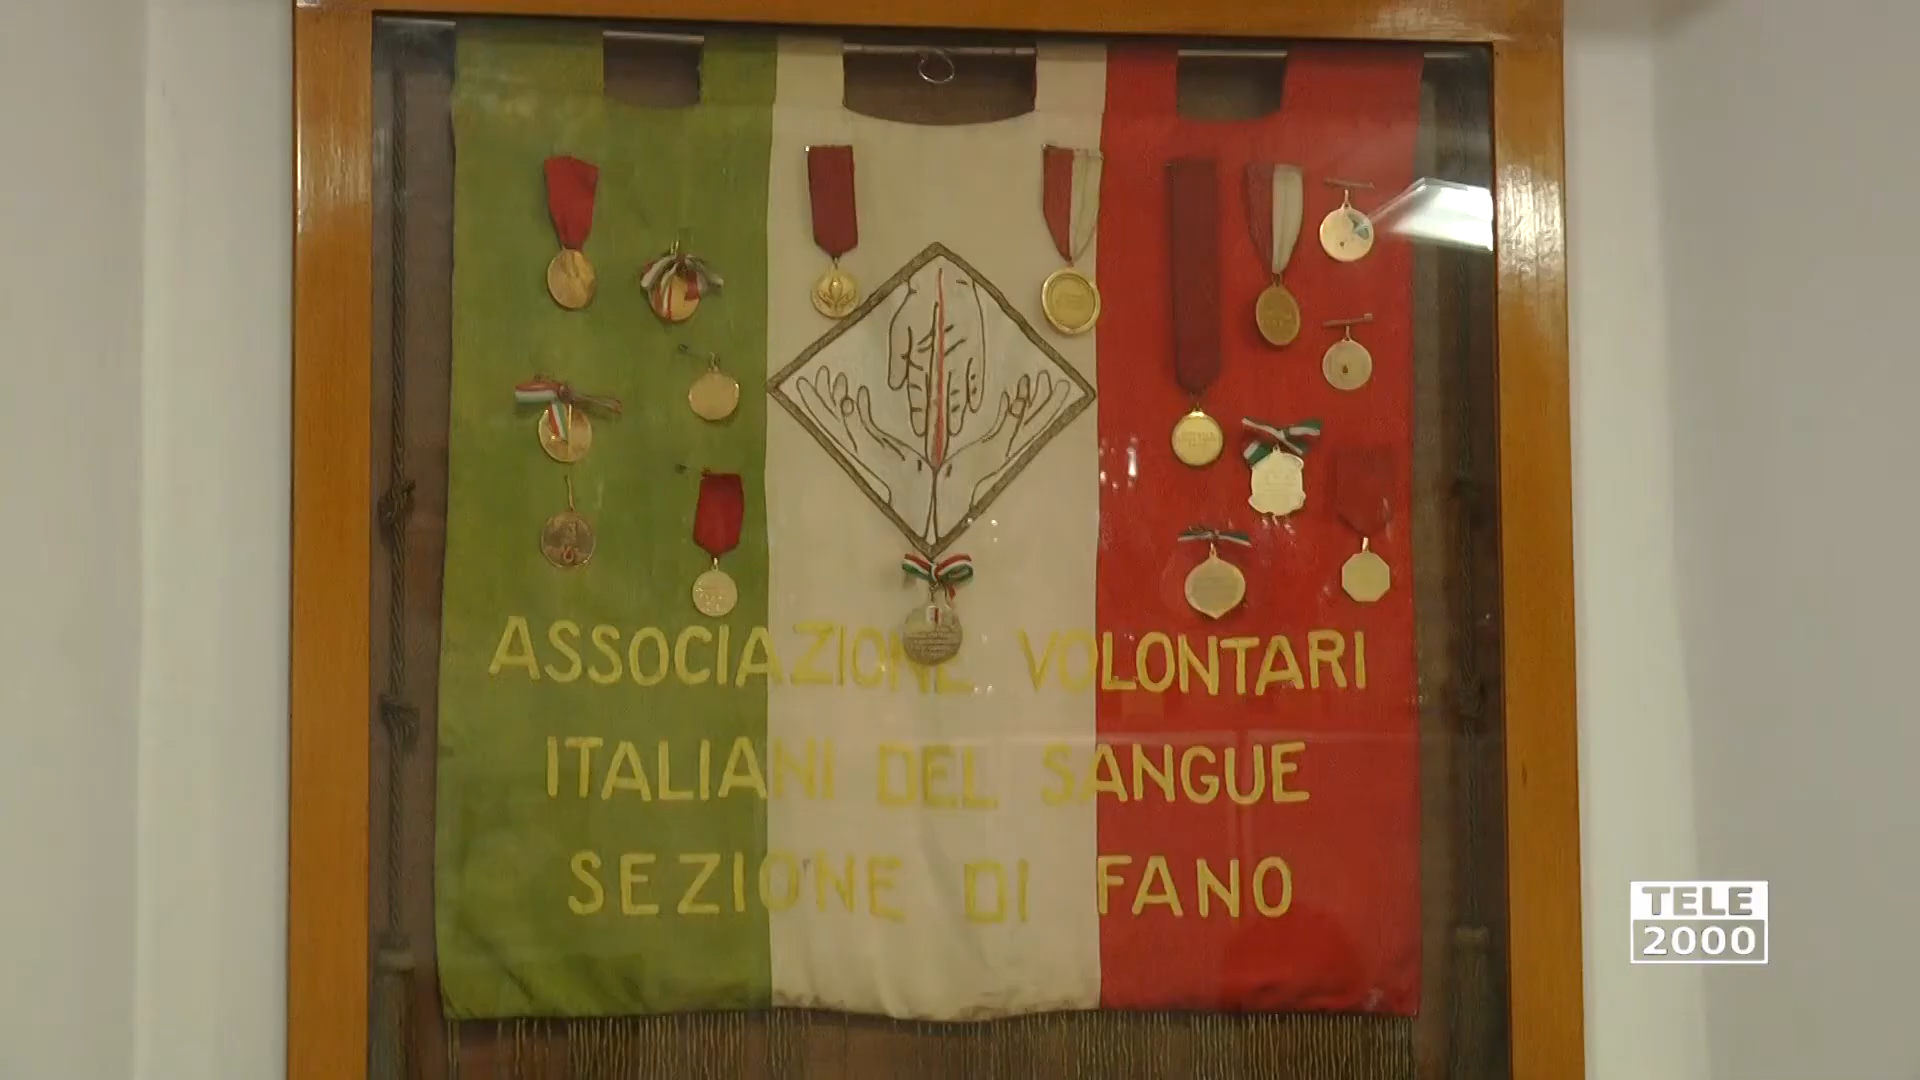 ASSOCIAZIONE VOLONTARI
ITALIANI DEL SANGUE
SEZIONE DI FANO
TELE
2000